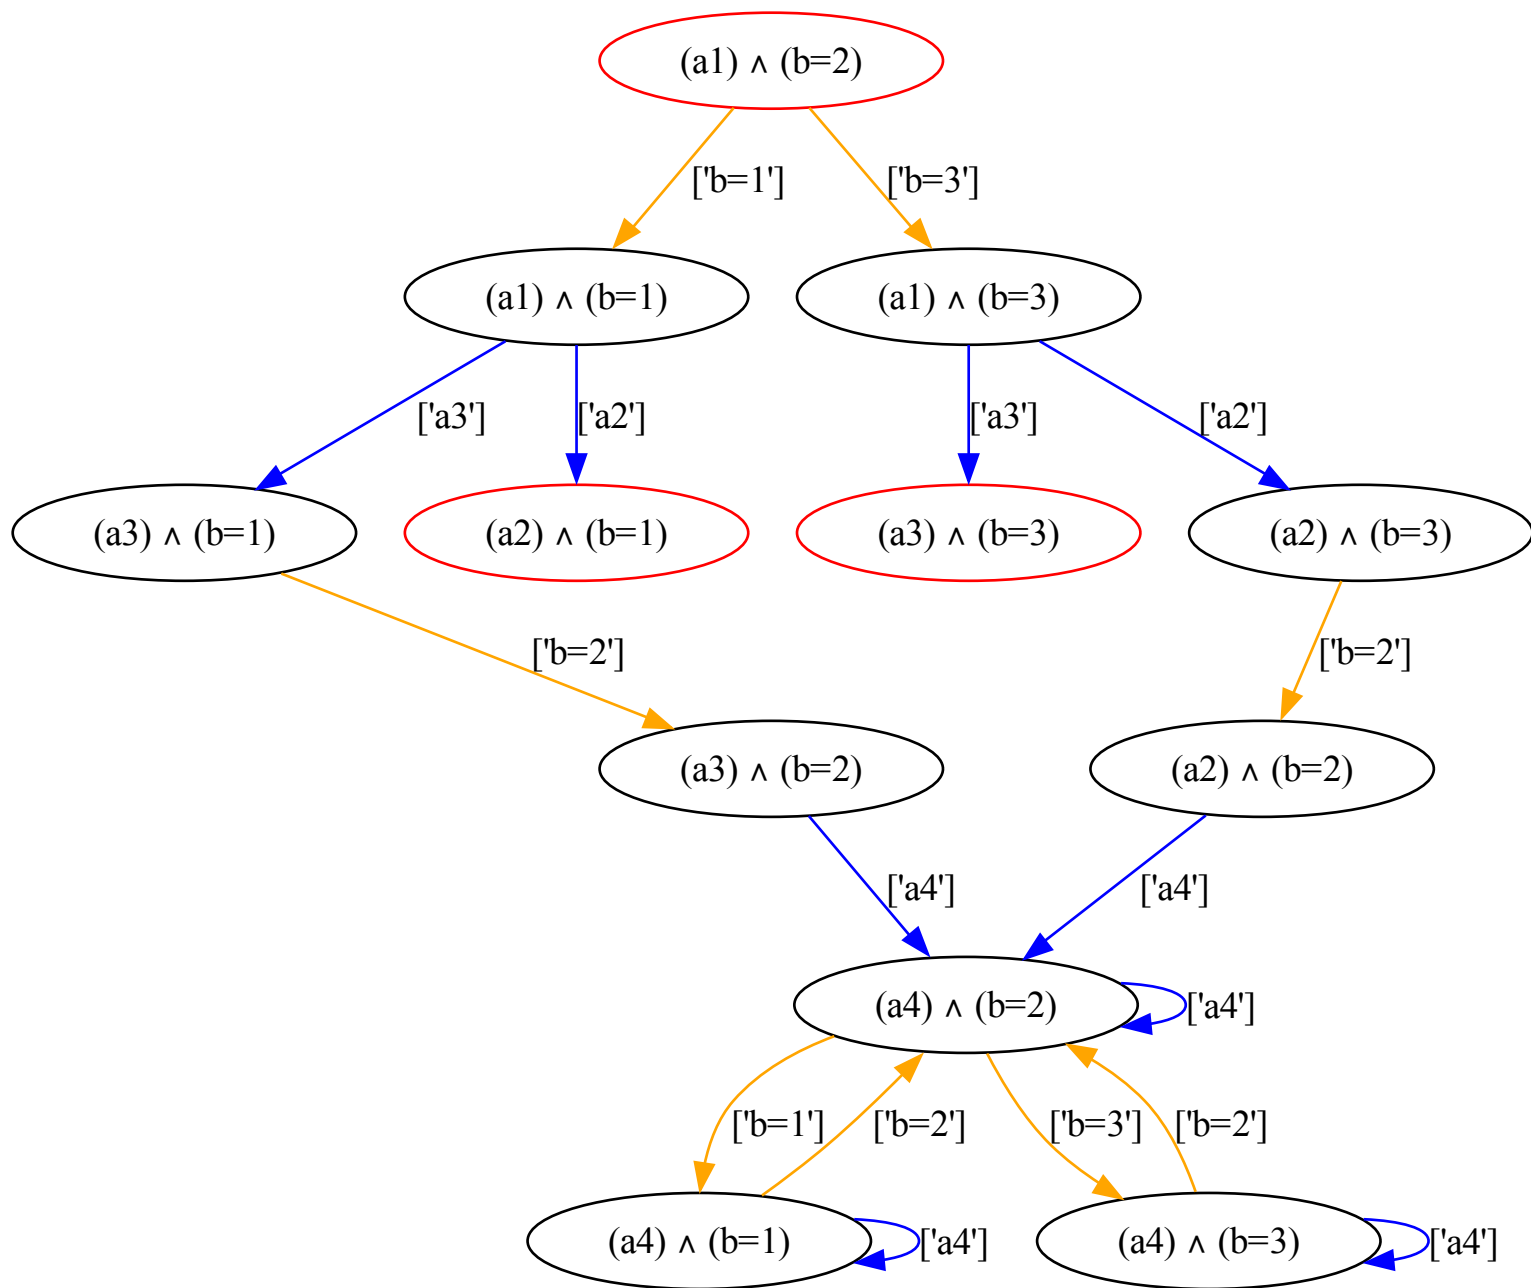 (a1) ∧ (b=2)
['b=1']
['b=3']
(a1) ∧ (b=1)
(a1) ∧ (b=3)
['a3']
['a2']
['a3']
['a2']
(a3) ∧ (b=1)
(a2) ∧ (b=1)
(a3) ∧ (b=3)
(a2) ∧ (b=3)
['b=2']
['b=2']
(a3) ∧ (b=2)
(a2) ∧ (b=2)
['a4']
['a4']
(a4) ∧ (b=2)
['a4']
['b=1']
['b=2']
['b=3']
['b=2']
(a4) ∧ (b=1)
['a4']
(a4) ∧ (b=3)
['a4']